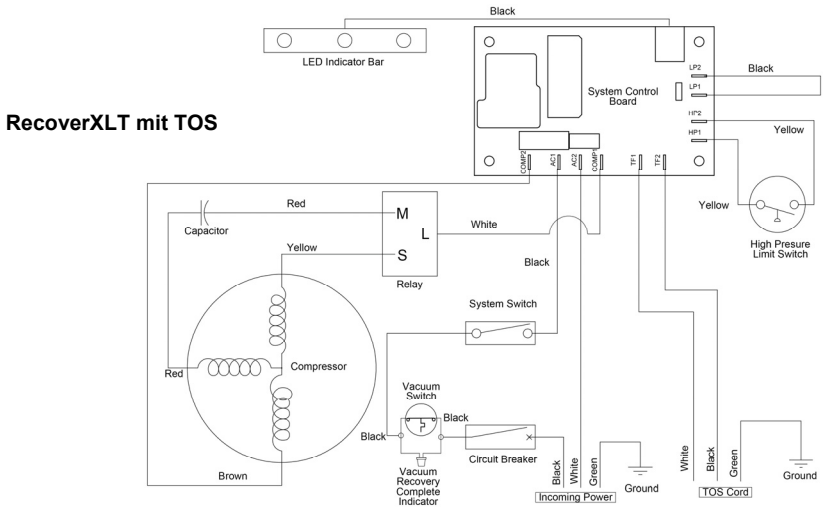 Black
LED Indicator Bar
System Control
Board
LP2
Black
LP1
RecoverXLT mit TOS
HP2
Yellow
HP1
COMP2
AC1
AC2
COMP1
TF1
TF2
Red
M
Yellow
Capacitor
L
White
High Presure
Limit Switch
Yellow
S
Relay
Black
System Switch
Compressor
Red
Vacuum
Switch
Black
Black
Circuit Breaker
Vacuum
Recovery
Complete
Indicator
Brown
Black
White
Green
Ground
Incoming Power
White
Black
Green
Ground
TOS Cord